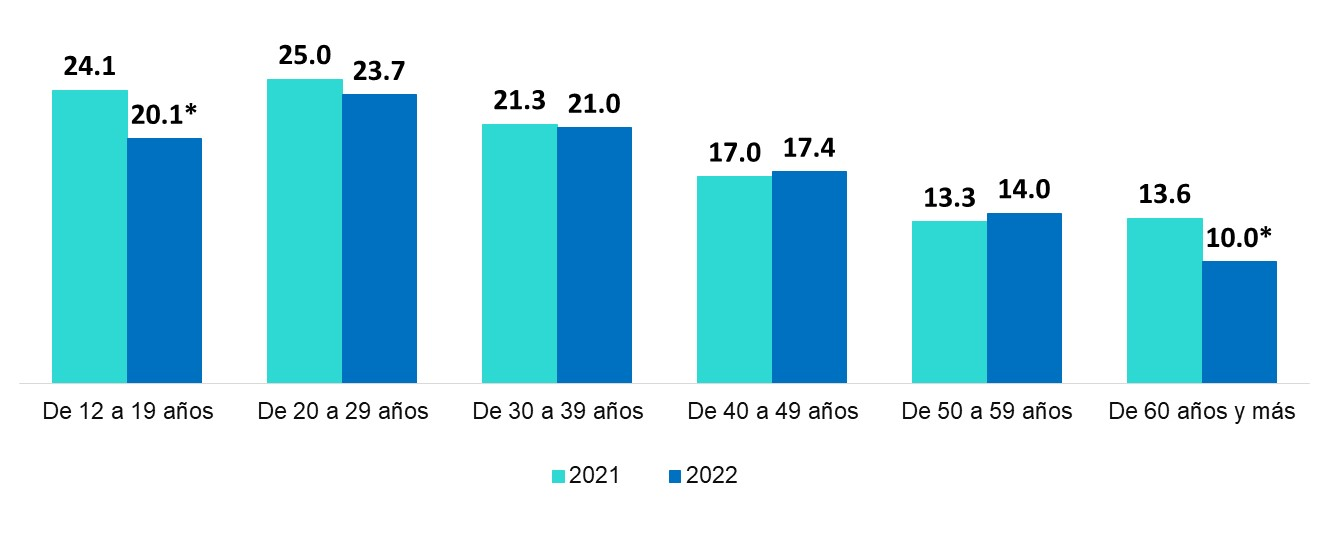 24.1
20.1*
25.0
23.7
21.3
21.0
17.0
17.4
13.3
14.0
13.6
10.0*
De 12 a 19 años
De 20 a 29 años
De 30 a 39 años
De 40 a 49 años
De 50 a 59 años
De 60 años y más
2021
2022